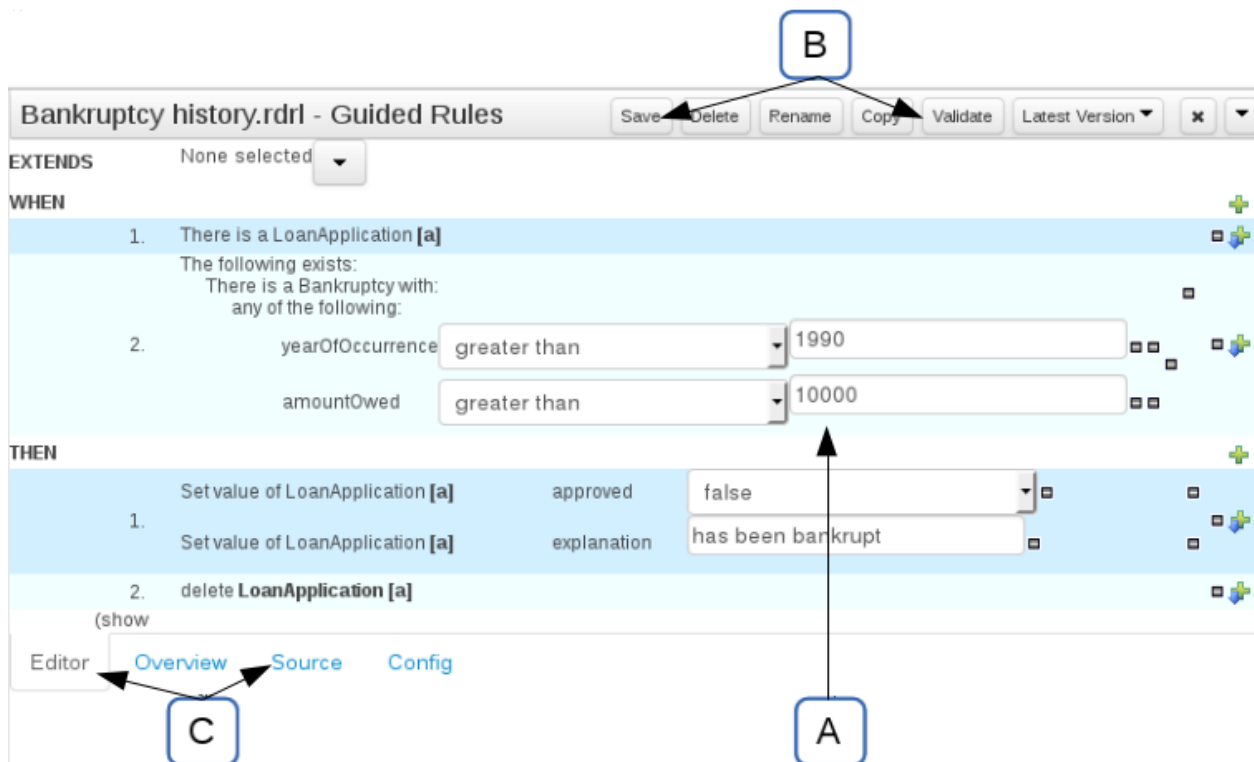 B
Bankruptcy history.rdrl - Guided Rules Save Delete Rename Copy Validate Latest Version
EXTENDS None selected
WHEN
1. There is a LoanApplication [a]
The following exists:
There is a Bankruptcy with:
any of the following:
2. yearOfOccurrence greater than 1990
amountOwed greater than 10000
THEN
Set value of LoanApplication [a] approved false
1.
Set value of LoanApplication [a] explanation has been bankrupt
2. delete LoanApplication [a]
(show
Editor Overview Source Config
C A